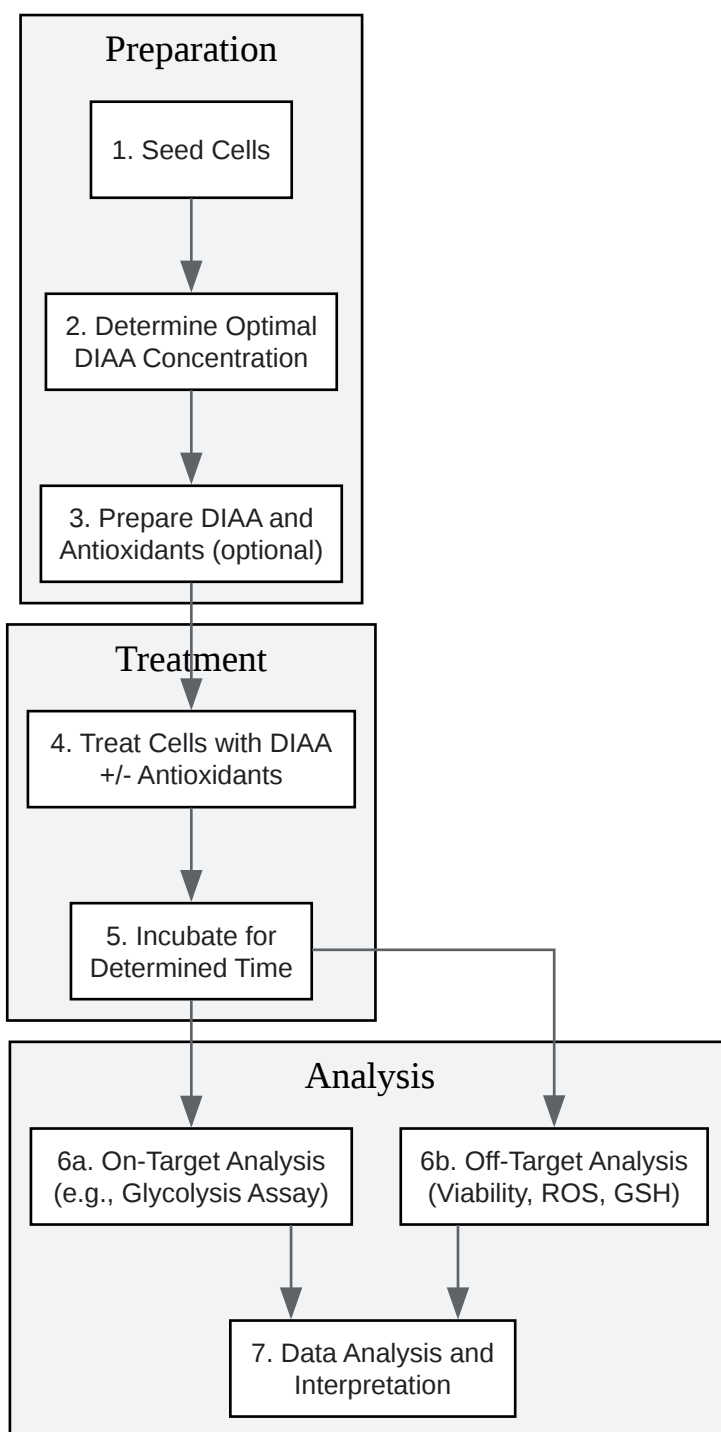 Preparation
1. Seed Cells
2. Determine Optimal
DIAA Concentration
3. Prepare DIAA and
Antioxidants (optional)
Treatment
4. Treat Cells with DIAA
+/- Antioxidants
5. Incubate for
Determined Time
Analysis
6a. On-Target Analysis
(e.g., Glycolysis Assay)
6b. Off-Target Analysis
(Viability, ROS, GSH)
7. Data Analysis and
Interpretation